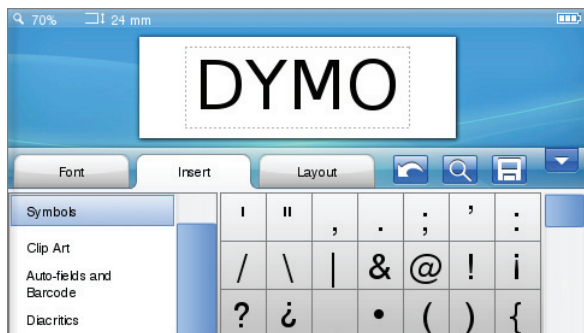 70% 24 mm
DYMO
Font Insert Layout
Symbols
Clip Art
Auto-fields and
Barcode
Diacritics
' " , . ; ’ :
/ \ | & @ ! ¡
? ¿ • ( ) {